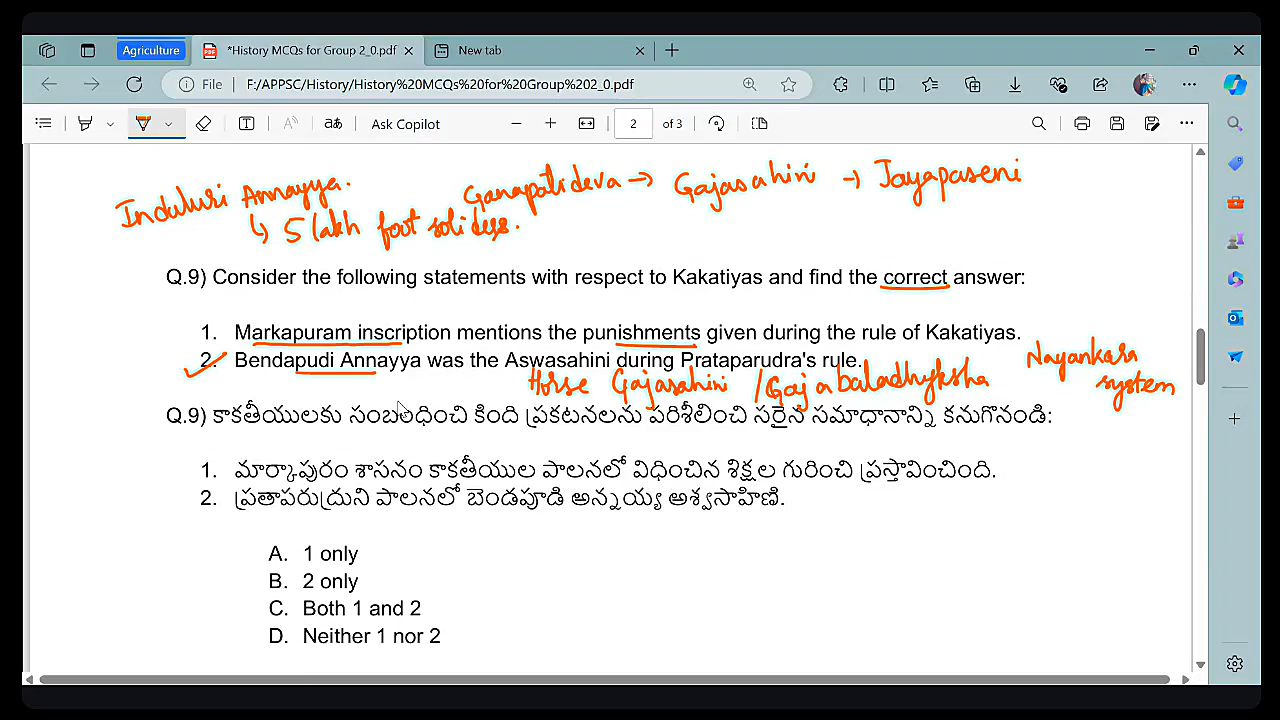 Agriculture
*History MCQs for Group 2_0.pdf
New tab
File
F:/APPSC/History/History%20MCQs%20for%20Group%202_0.pdf
Ask Copilot
2
of 3
Induluri Annayya.
↳ 5 lakh foot solidess.
Ganapatideva → Gajasahini → Jayapaseni
Q.9) Consider the following statements with respect to Kakatiyas and find the correct answer:
1. Markapuram inscription mentions the punishments given during the rule of Kakatiyas.
2. Bendapudi Annayya was the Aswasahini during Prataparudra's rule.
Horse Gajasahini / Gajabaladhyksha
Nayankara
system
Q.9) కాకతీయులకు సంబంధించి కింది ప్రకటనలను పరిశీలించి సరైన సమాధానాన్ని కనుగొనండి:
1. మార్కాపురం శాసనం కాకతీయుల పాలనలో విధించిన శిక్షల గురించి ప్రస్తావించింది.
2. ప్రతాపరుద్రుని పాలనలో బెండపూడి అన్నయ్య అశ్వసాహిణి.
A. 1 only
B. 2 only
C. Both 1 and 2
D. Neither 1 nor 2